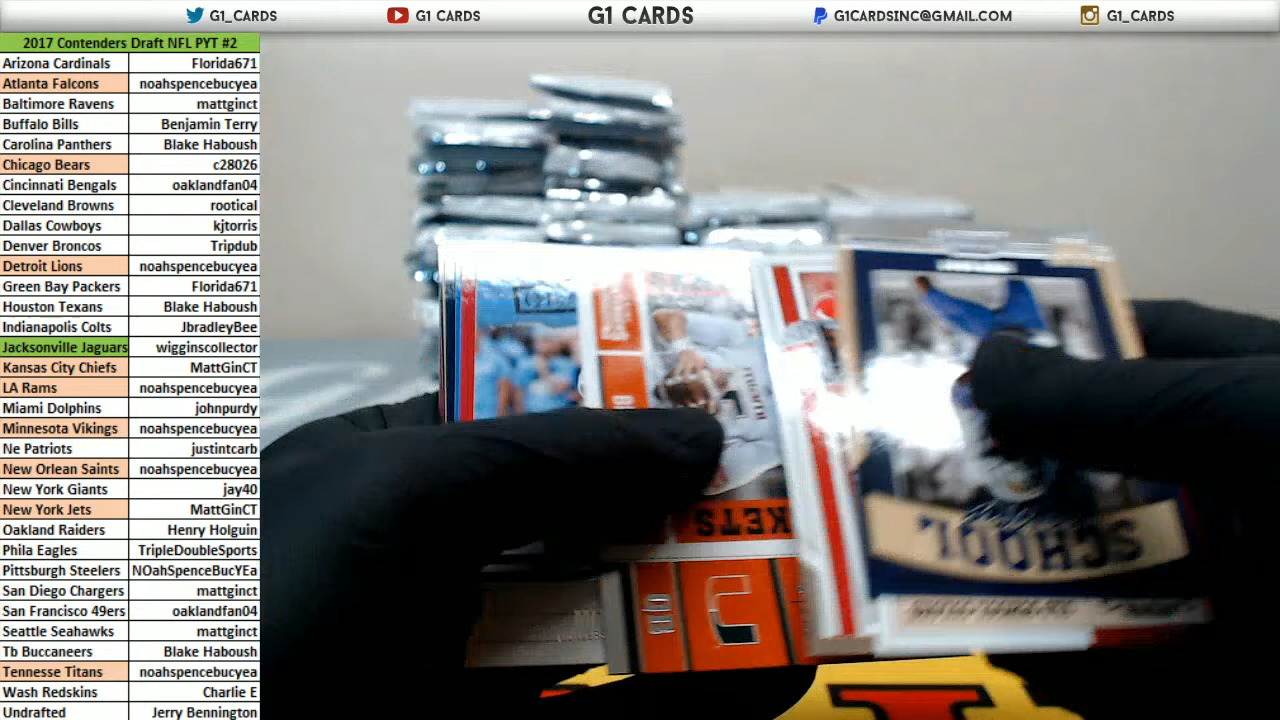 G1_CARDS
G1 CARDS
G1 CARDS
G1CARDSINC@GMAIL.COM
G1_CARDS
2017 Contenders Draft NFL PYT #2
Arizona Cardinals Florida671
Atlanta Falcons noahspencebucyea
Baltimore Ravens mattginct
Buffalo Bills Benjamin Terry
Carolina Panthers Blake Haboush
Chicago Bears c28026
Cincinnati Bengals oaklandfan04
Cleveland Browns rootical
Dallas Cowboys kjtorris
Denver Broncos Tripdub
Detroit Lions noahspencebucyea
Green Bay Packers Florida671
Houston Texans Blake Haboush
Indianapolis Colts JbradleyBee
Jacksonville Jaguars wigginscollector
Kansas City Chiefs MattGinCT
LA Rams noahspencebucyea
Miami Dolphins johnpurdy
Minnesota Vikings noahspencebucyea
Ne Patriots justintcarb
New Orlean Saints noahspencebucyea
New York Giants jay40
New York Jets MattGinCT
Oakland Raiders Henry Holguin
Phila Eagles TripleDoubleSports
Pittsburgh Steelers NOahSpenceBucYEa
San Diego Chargers mattginct
San Francisco 49ers oaklandfan04
Seattle Seahawks mattginct
Tb Buccaneers Blake Haboush
Tennesse Titans noahspencebucyea
Wash Redskins Charlie E
Undrafted Jerry Bennington
SCHOOL